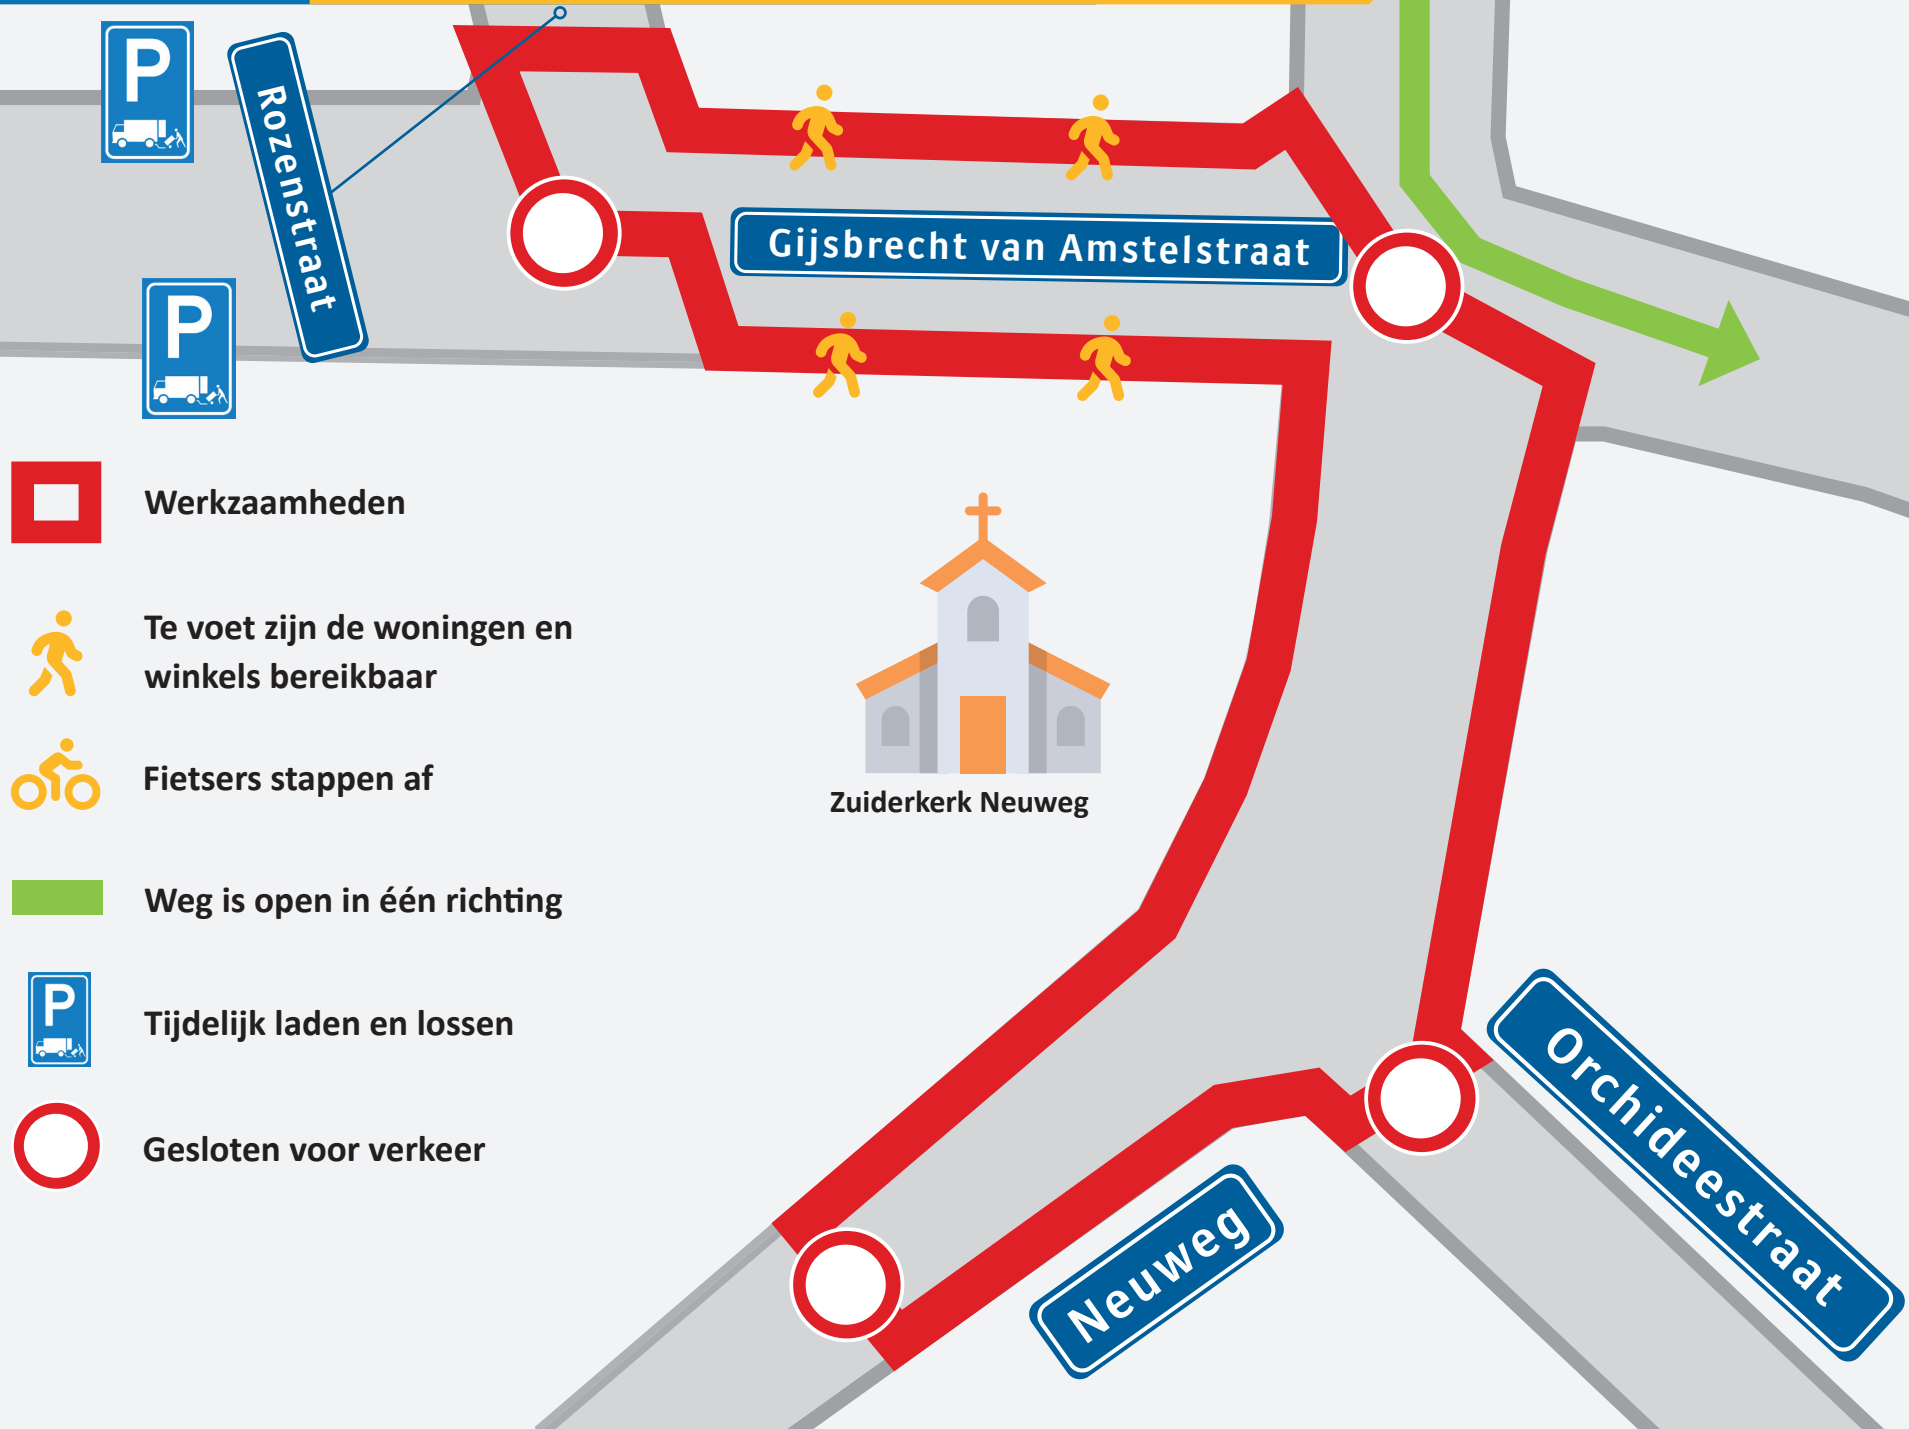 P
Rozenstraat
Gijsbrecht van Amstelstraat
P
Werkzaamheden
Te voet zijn de woningen en
winkels bereikbaar
Fietsers stappen af
Zuiderkerk Neuweg
Weg is open in één richting
P
Tijdelijk laden en lossen
Orchideestraat
Gesloten voor verkeer
Neuweg